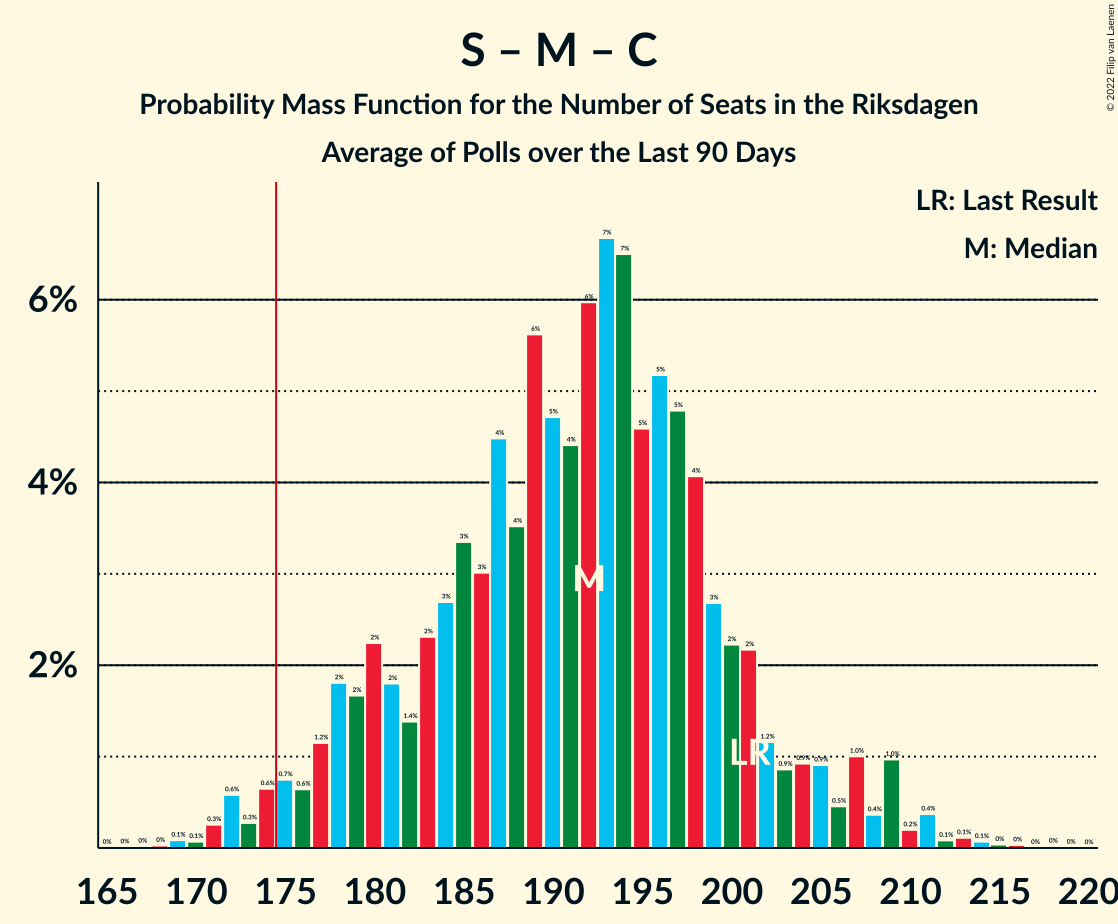 S – M – C
Probability Mass Function for the Number of Seats in the Riksdagen
Average of Polls over the Last 90 Days
© 2022 Filip van Laenen
LR: Last Result
M: Median
6%
4%
2%
0% 0% 0% 0% 0.1% 0.1% 0.3% 0.6% 0.3% 0.6% 0.7% 0.6% 1.2% 2% 2% 2% 2% 1.4% 2% 3% 3% 3% 4% 4% 6% 5% 4% 6% 7% 7% 5% 5% 5% 4% 3% 2% 2% 1.2% 0.9% 0.9% 0.9% 0.5% 1.0% 0.4% 1.0% 0.2% 0.4% 0.1% 0.1% 0.1% 0% 0% 0% 0% 0% 0%
M
LR
165 170 175 180 185 190 195 200 205 210 215 220